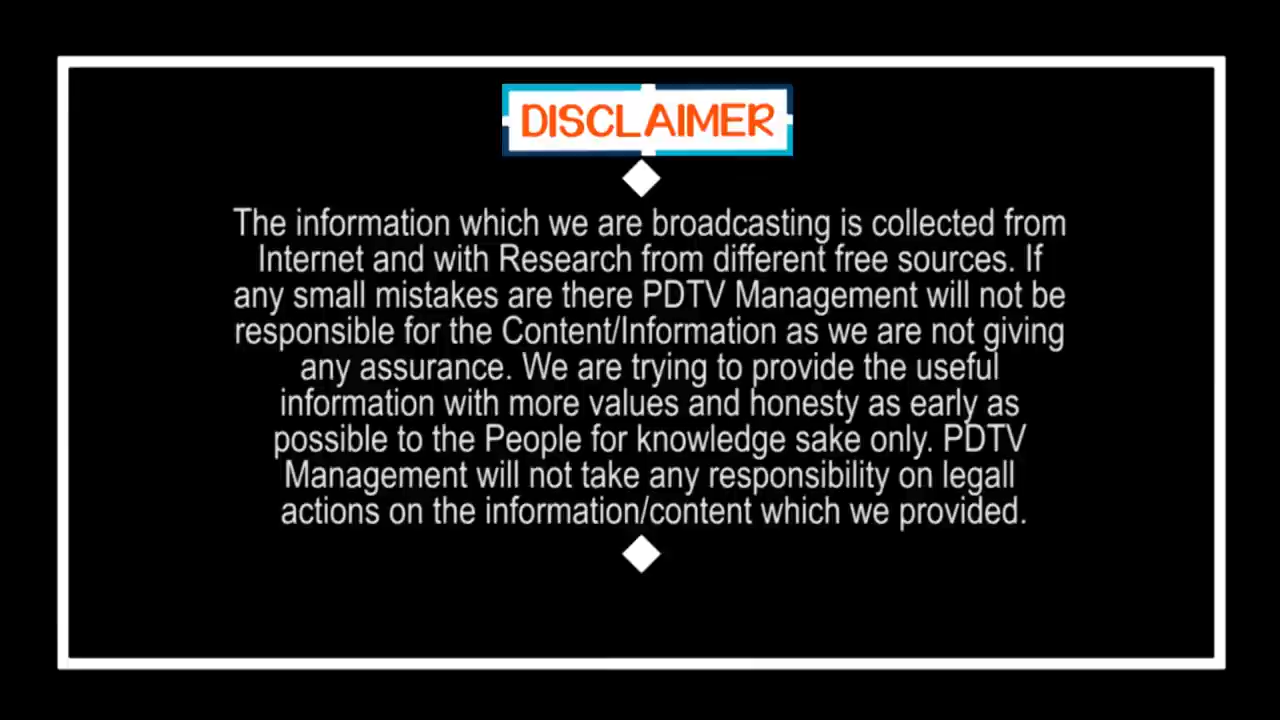 DISCLAIMER
The information which we are broadcasting is collected from
Internet and with Research from different free sources. If
any small mistakes are there PDTV Management will not be
responsible for the Content/Information as we are not giving
any assurance. We are trying to provide the useful
information with more values and honesty as early as
possible to the People for knowledge sake only. PDTV
Management will not take any responsibility on legall
actions on the information/content which we provided.